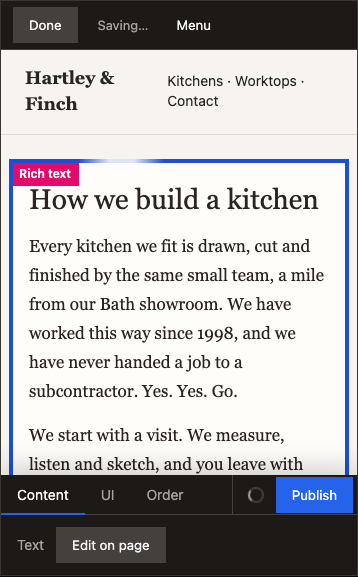 Done Saving... Menu
Hartley &
Finch
Kitchens · Worktops ·
Contact
Rich text
How we build a kitchen
Every kitchen we fit is drawn, cut and
finished by the same small team, a mile
from our Bath showroom. We have
worked this way since 1998, and we
have never handed a job to a
subcontractor. Yes. Yes. Go.
We start with a visit. We measure,
listen and sketch, and you leave with
Content UI Order Publish
Text Edit on page